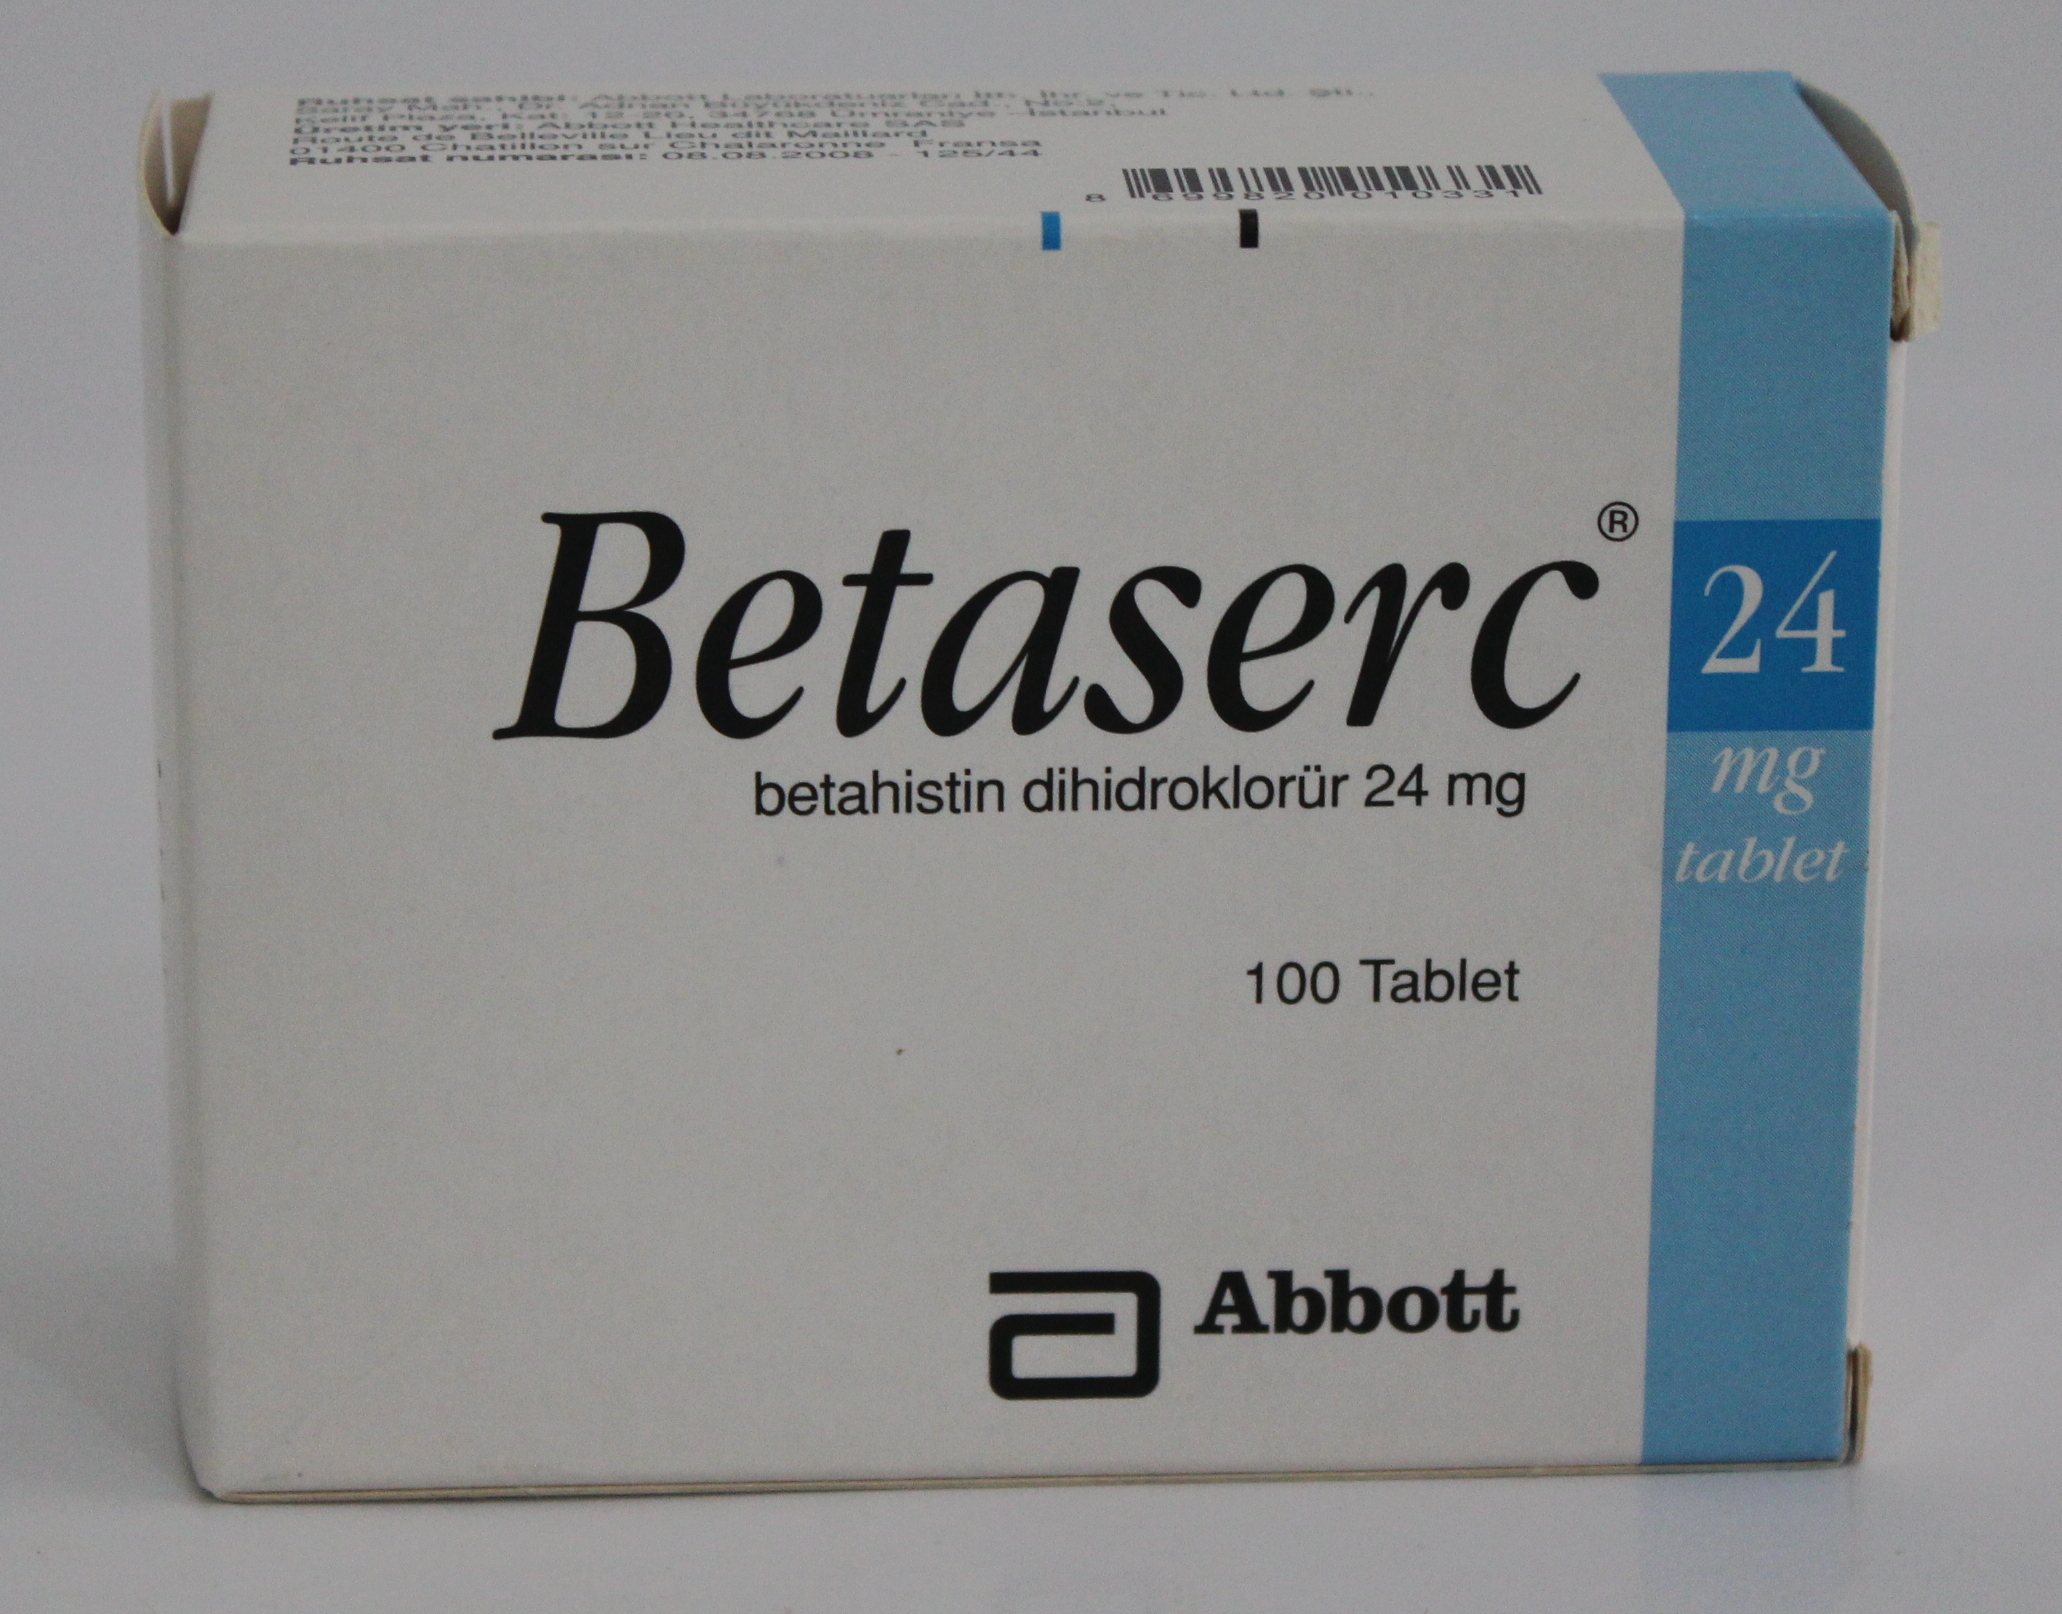 Ruhsat sahibi: Abbott Laboratuarları İth. İhr. ve Tic. Ltd. Şti.,
Saray Mah., Dr. Adnan Büyükdeniz Cad., No:2,
Kelif Plaza, Kat: 12-20, 34768 Ümraniye -İstanbul
Üretim yeri: Abbott Healthcare SAS
Route de Belleville Lieu dit Maillard
01400 Chatillon sur Chalaronne Fransa
Ruhsat numarası: 08.08.2008 - 125/44
8 699820 010331
Betaserc®
betahistin dihidroklorür 24 mg
24
mg
tablet
100 Tablet
Abbott